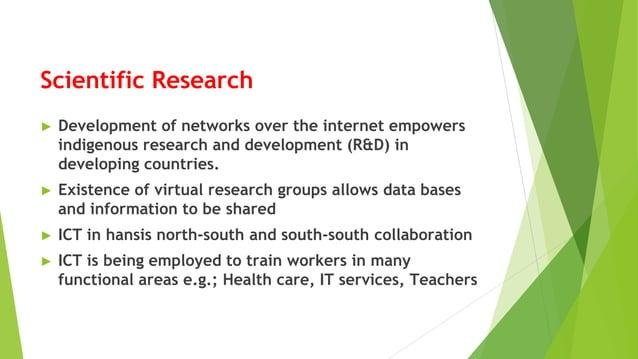 Scientific Research
► Development of networks over the internet empowers
indigenous research and development (R&D) in
developing countries.
► Existence of virtual research groups allows data bases
and information to be shared
► ICT in hansis north-south and south-south collaboration
► ICT is being employed to train workers in many
functional areas e.g.; Health care, IT services, Teachers